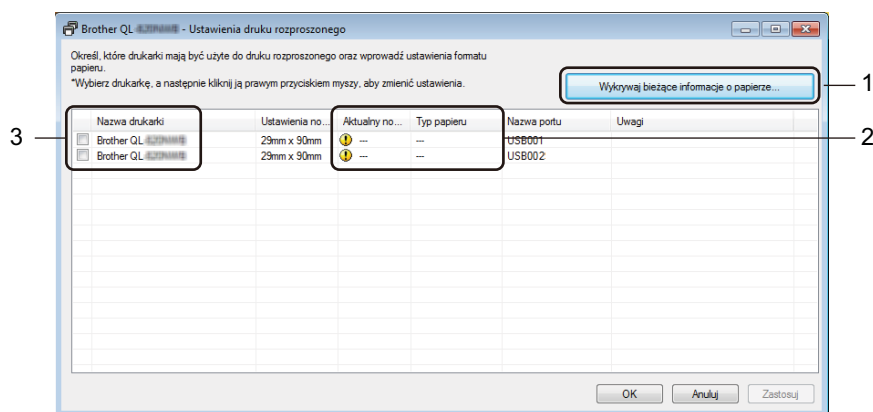 Brother QL - Ustawienia druku rozproszonego
Określ, które drukarki mają być użyte do druku rozproszonego oraz wprowadź ustawienia formatu
papieru.
*Wybierz drukarkę, a następnie kliknij ją prawym przyciskiem myszy, aby zmienić ustawienia.
Wykrywaj bieżące informacje o papierze...
1
Nazwa drukarki Ustawienia no... Aktualny no... Typ papieru Nazwa portu Uwagi
3
2
Brother QL 29mm x 90mm --- --- USB001
Brother QL 29mm x 90mm --- --- USB002
OK Anuluj Zastosuj